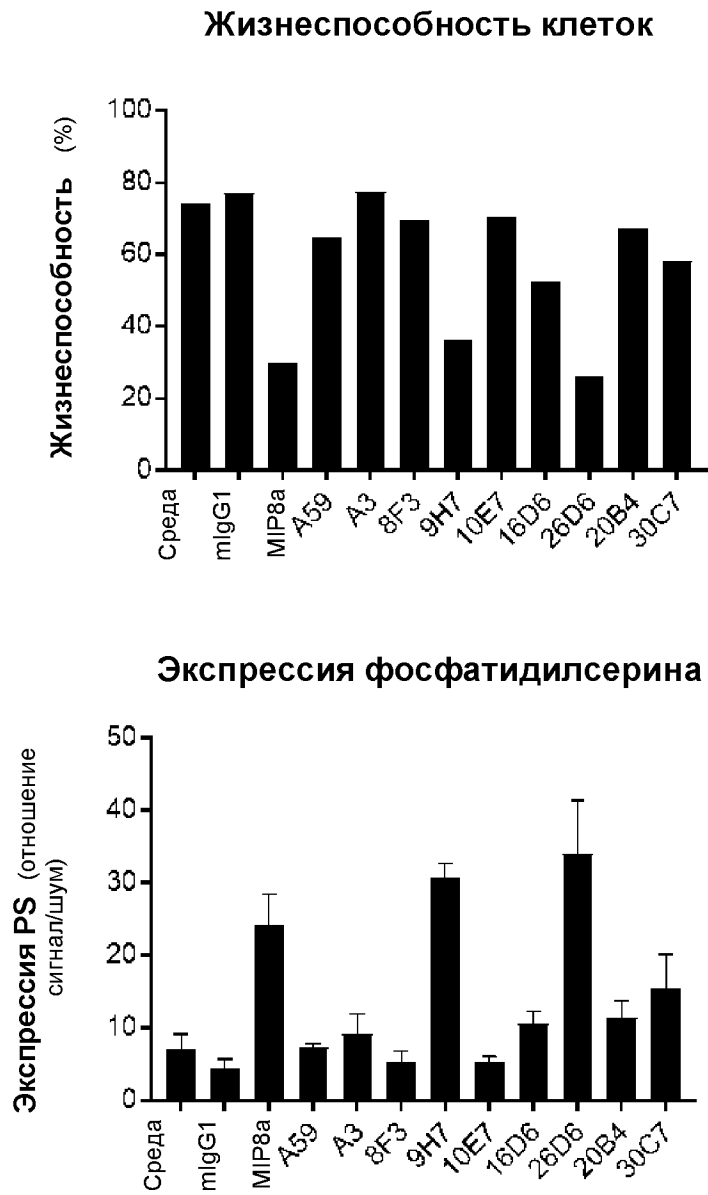 Жизнеспособность клеток
Жизнеспособность (%)
100
80
60
40
20
0
Среда
mIgG1
MIP8a
A59
A3
8F3
9H7
10E7
16D6
26D6
20B4
30C7
Экспрессия фосфатидилсерина
Экспрессия PS (отношение
сигнал/шум)
50
40
30
20
10
0
Среда
mIgG1
MIP8a
A59
A3
8F3
9H7
10E7
16D6
26D6
20B4
30C7